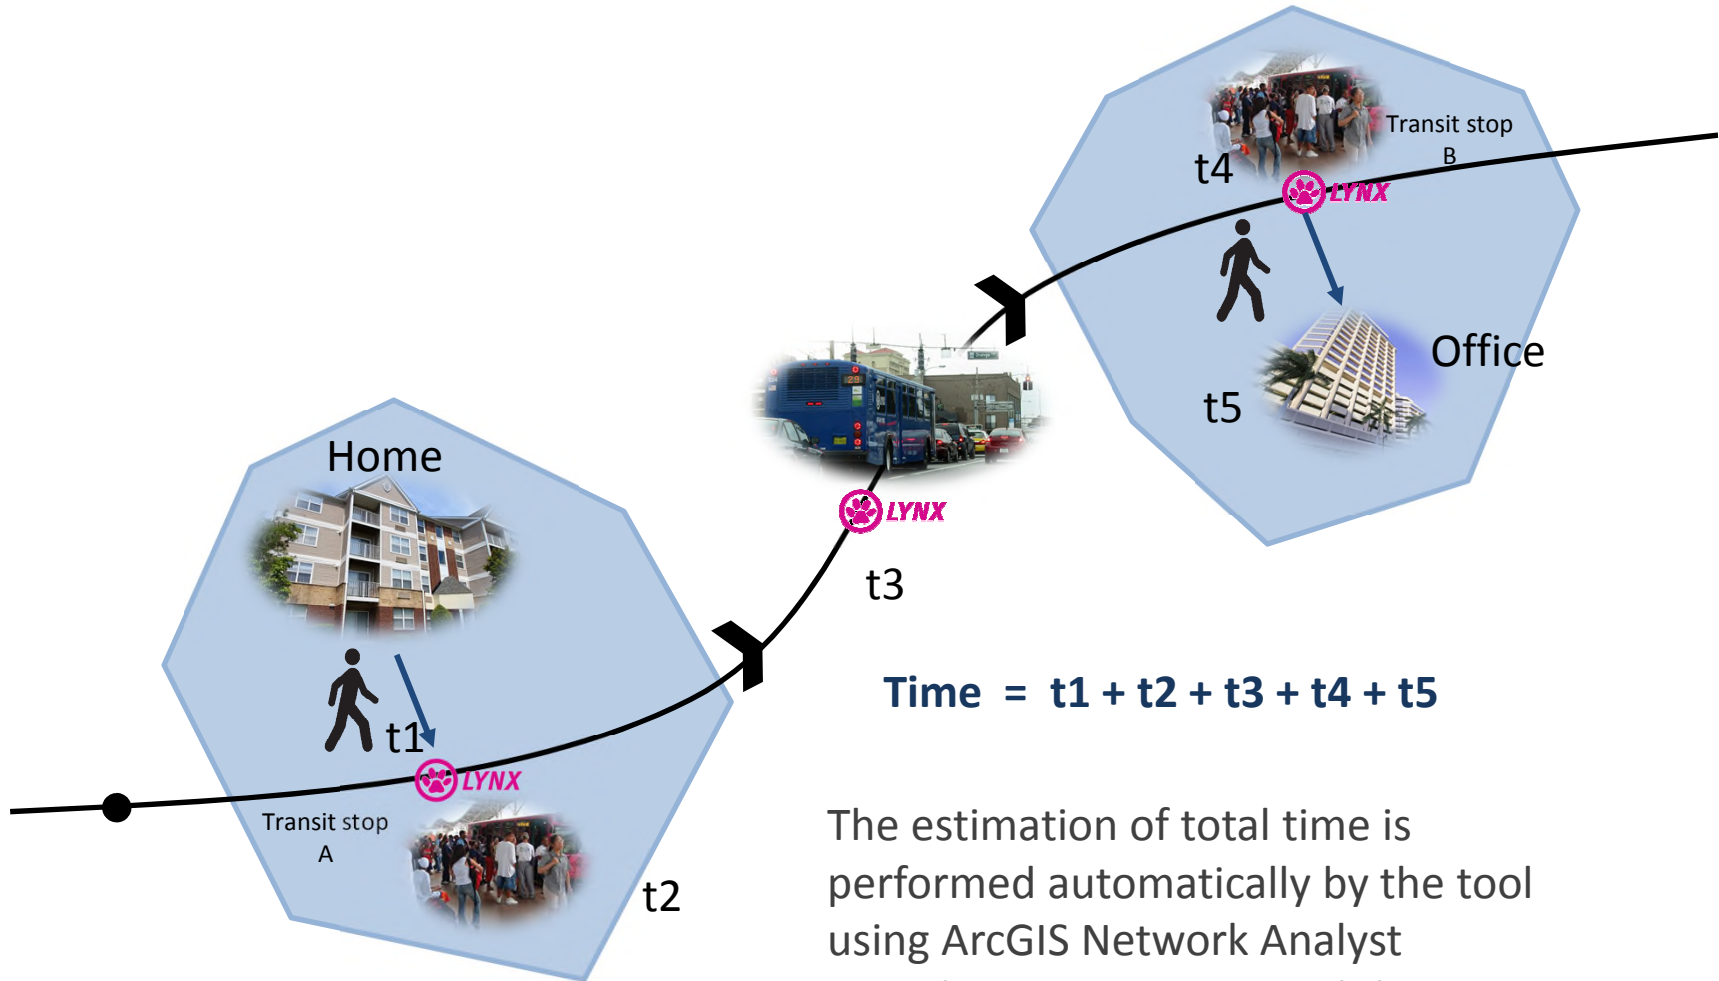 Transit stop
B
t4
LYNX
Office
t5
Home
LYNX
t3
t1
LYNX
Transit stop
A
t2
Time = t1 + t2 + t3 + t4 + t5
The estimation of total time is
performed automatically by the tool
using ArcGIS Network Analyst